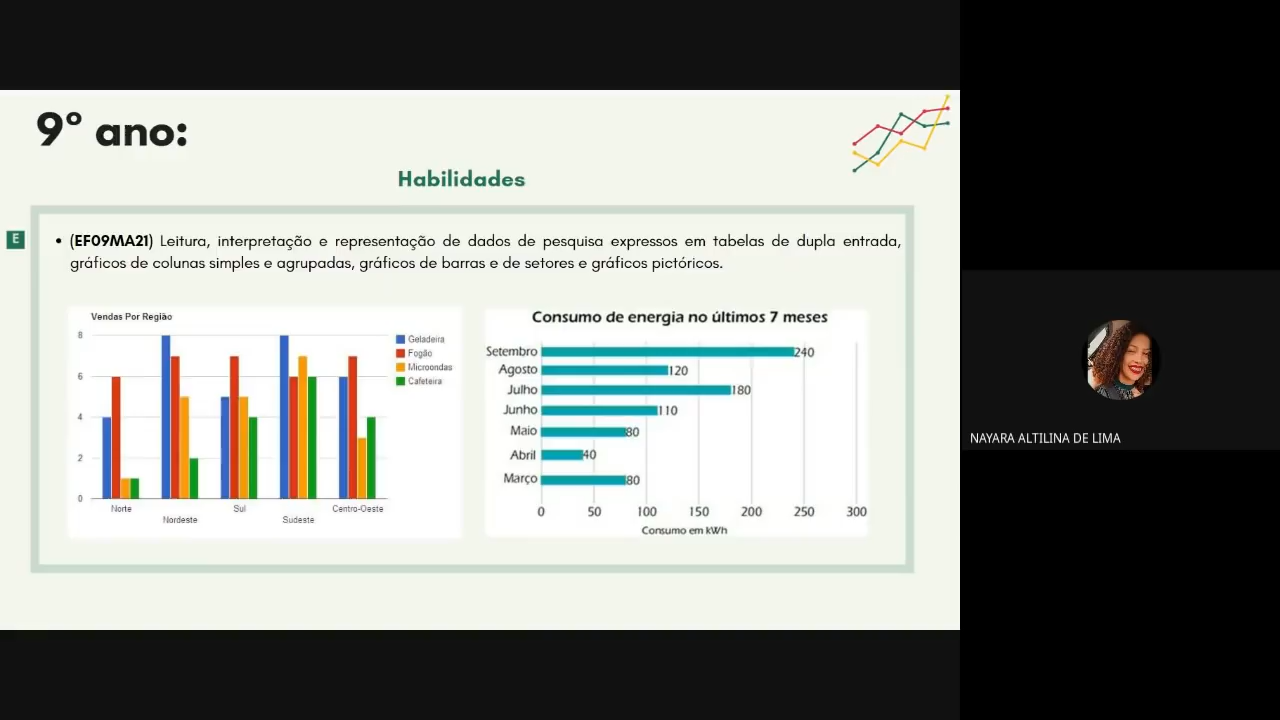 9º ano:
Habilidades
E
• (EF09MA21) Leitura, interpretação e representação de dados de pesquisa expressos em tabelas de dupla entrada,
gráficos de colunas simples e agrupadas, gráficos de barras e de setores e gráficos pictóricos.
Vendas Por Região
8
6
4
2
0
Norte
Nordeste
Sul
Sudeste
Centro-Oeste
Geladeira
Fogão
Microondas
Cafeteira
Consumo de energia no últimos 7 meses
Setembro 240
Agosto 120
Julho 180
Junho 110
Maio 80
Abril 40
Março 80
0 50 100 150 200 250 300
Consumo em kWh
NAYARA ALTILINA DE LIMA